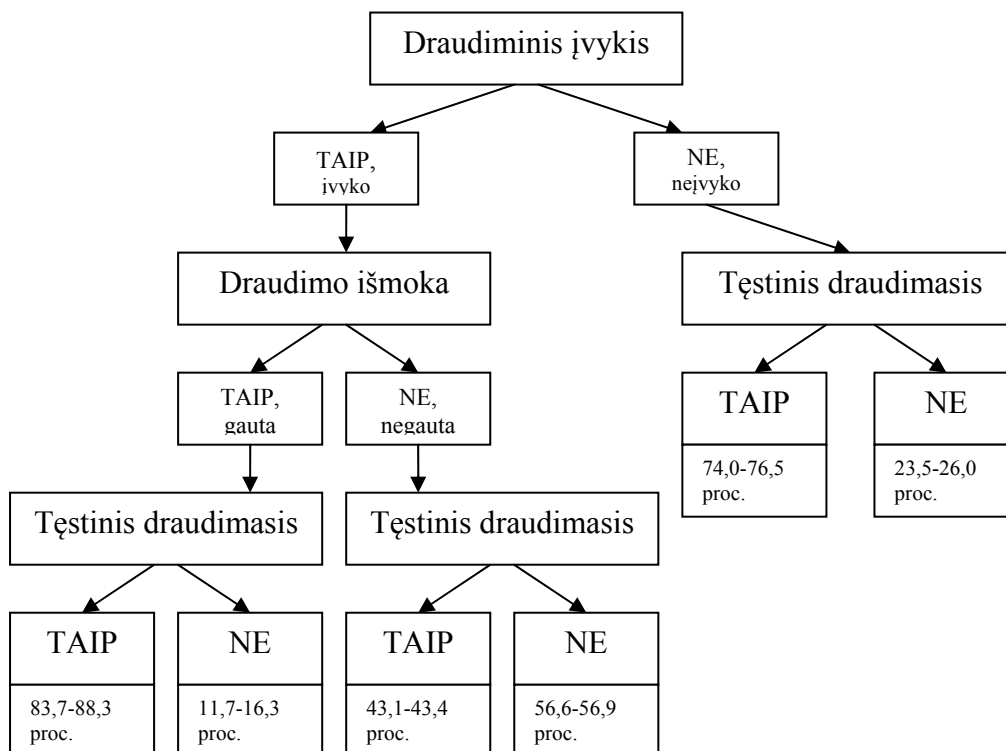 Draudiminis įvykis
TAIP,
įvyko
NE,
neįvyko
Draudimo išmoka
Tęstinis draudimasis
TAIP,
gauta
NE,
negauta
TAIP
74,0-76,5
proc.
NE
23,5-26,0
proc.
Tęstinis draudimasis
Tęstinis draudimasis
TAIP
83,7-88,3
proc.
NE
11,7-16,3
proc.
TAIP
43,1-43,4
proc.
NE
56,6-56,9
proc.